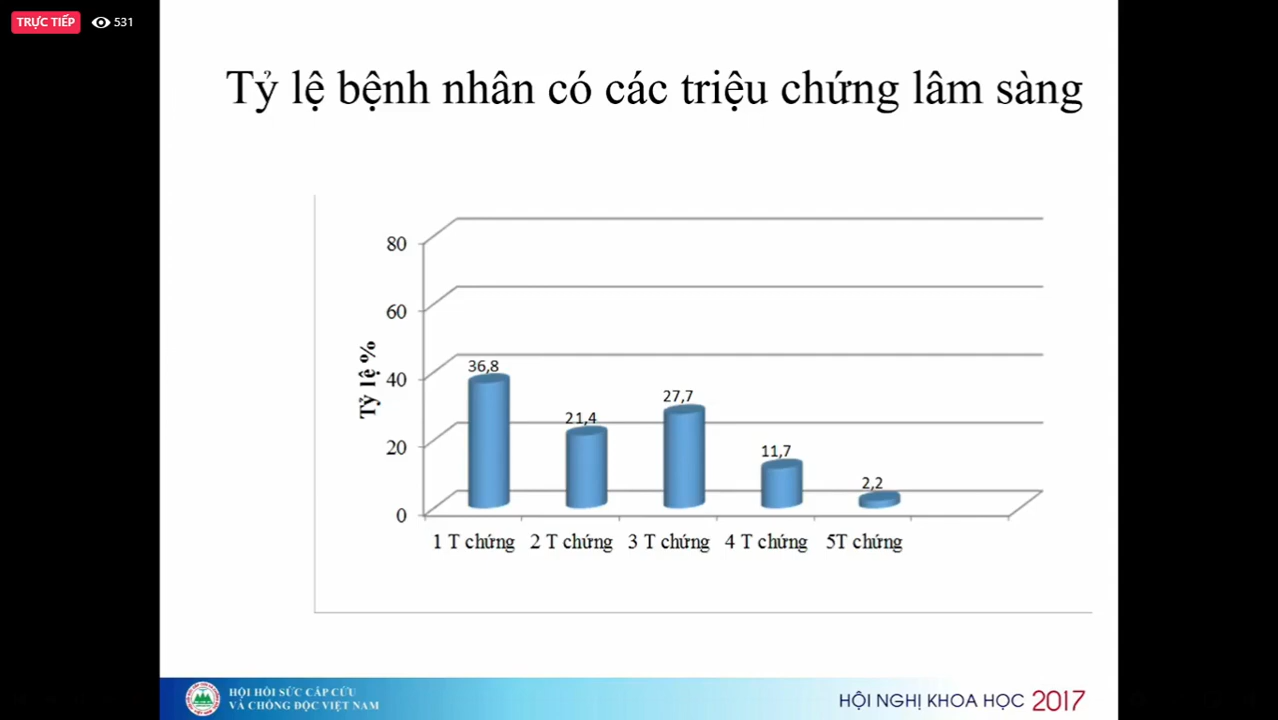 TRỰC TIẾP 531
Tỷ lệ bệnh nhân có các triệu chứng lâm sàng
Tỷ lệ %
80
60
40
20
0
36,8
21,4
27,7
11,7
2,2
1 T chứng 2 T chứng 3 T chứng 4 T chứng 5T chứng
HỘI HỒI SỨC CẤP CỨU
VÀ CHỐNG ĐỘC VIỆT NAM
HỘI NGHỊ KHOA HỌC 2017